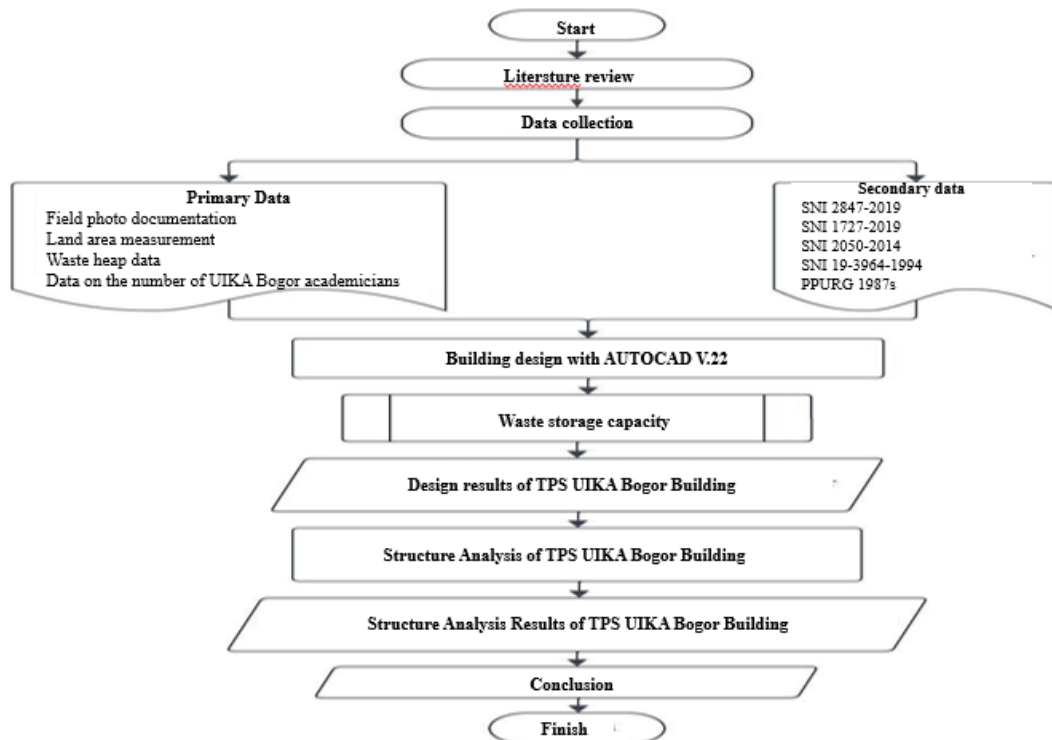 Start
Litersture review
Data collection
Primary Data
Field photo documentation
Land area measurement
Waste heap data
Data on the number of UIKA Bogor academicians
Secondary data
SNI 2847-2019
SNI 1727-2019
SNI 2050-2014
SNI 19-3964-1994
PPURG 1987s
Building design with AUTOCAD V.22
Waste storage capacity
Design results of TPS UIKA Bogor Building
Structure Analysis of TPS UIKA Bogor Building
Structure Analysis Results of TPS UIKA Bogor Building
Conclusion
Finish